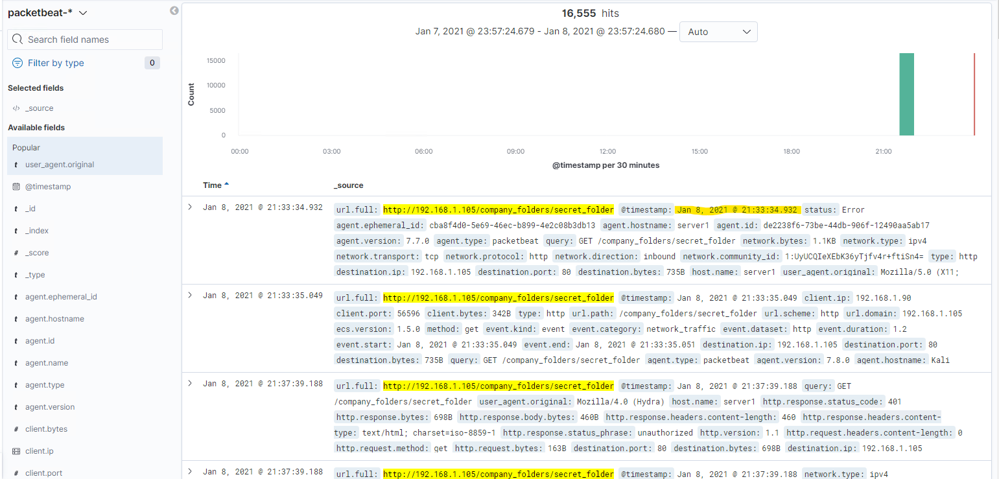 packetbeat-*
Search field names
Filter by type 0
Selected fields
</> _source
Available fields
Popular
t user_agent.original
@timestamp
t _id
t _index
# _score
t _type
t agent.ephemeral_id
t agent.hostname
t agent.id
t agent.name
t agent.type
t agent.version
# client.bytes
client.ip
# client.port
16,555 hits
Jan 7, 2021 @ 23:57:24.679 - Jan 8, 2021 @ 23:57:24.680 — Auto
Count
15000
10000
5000
0
00:00 03:00 06:00 09:00 12:00 15:00 18:00 21:00
@timestamp per 30 minutes
Time _source
Jan 8, 2021 @ 21:33:34.932 url.full: http://192.168.1.105/company_folders/secret_folder @timestamp: Jan 8, 2021 @ 21:33:34.932 status: Error
agent.ephemeral_id: cba8f4d0-5e69-46ec-b899-4e2c08b3db13 agent.hostname: server1 agent.id: de2238f6-73be-44db-906f-12490aa5ab17
agent.version: 7.7.0 agent.type: packetbeat query: GET /company_folders/secret_folder network.bytes: 1.1KB network.type: ipv4
network.transport: tcp network.protocol: http network.direction: inbound network.community_id: 1:UyUCQIeXEbK36yTjfv4r+ftiSn4= type: http
destination.ip: 192.168.1.105 destination.port: 80 destination.bytes: 735B host.name: server1 user_agent.original: Mozilla/5.0 (X11;
Jan 8, 2021 @ 21:33:35.049 url.full: http://192.168.1.105/company_folders/secret_folder @timestamp: Jan 8, 2021 @ 21:33:35.049 client.ip: 192.168.1.90
client.port: 56596 client.bytes: 342B type: http url.path: /company_folders/secret_folder url.scheme: http url.domain: 192.168.1.105
ecs.version: 1.5.0 method: get event.kind: event event.category: network_traffic event.dataset: http event.duration: 1.2
event.start: Jan 8, 2021 @ 21:33:35.049 event.end: Jan 8, 2021 @ 21:33:35.051 destination.ip: 192.168.1.105 destination.port: 80
destination.bytes: 735B query: GET /company_folders/secret_folder agent.type: packetbeat agent.version: 7.8.0 agent.hostname: Kali
Jan 8, 2021 @ 21:37:39.188 url.full: http://192.168.1.105/company_folders/secret_folder @timestamp: Jan 8, 2021 @ 21:37:39.188 query: GET
/company_folders/secret_folder user_agent.original: Mozilla/4.0 (Hydra) host.name: server1 http.response.status_code: 401
http.response.bytes: 698B http.response.body.bytes: 460B http.response.headers.content-length: 460 http.response.headers.content-
type: text/html; charset=iso-8859-1 http.response.status_phrase: unauthorized http.version: 1.1 http.request.headers.content-length: 0
http.request.method: get http.request.bytes: 163B destination.port: 80 destination.bytes: 698B destination.ip: 192.168.1.105
Jan 8, 2021 @ 21:37:39.188 url.full: http://192.168.1.105/company_folders/secret_folder @timestamp: Jan 8, 2021 @ 21:37:39.188 network.type: ipv4